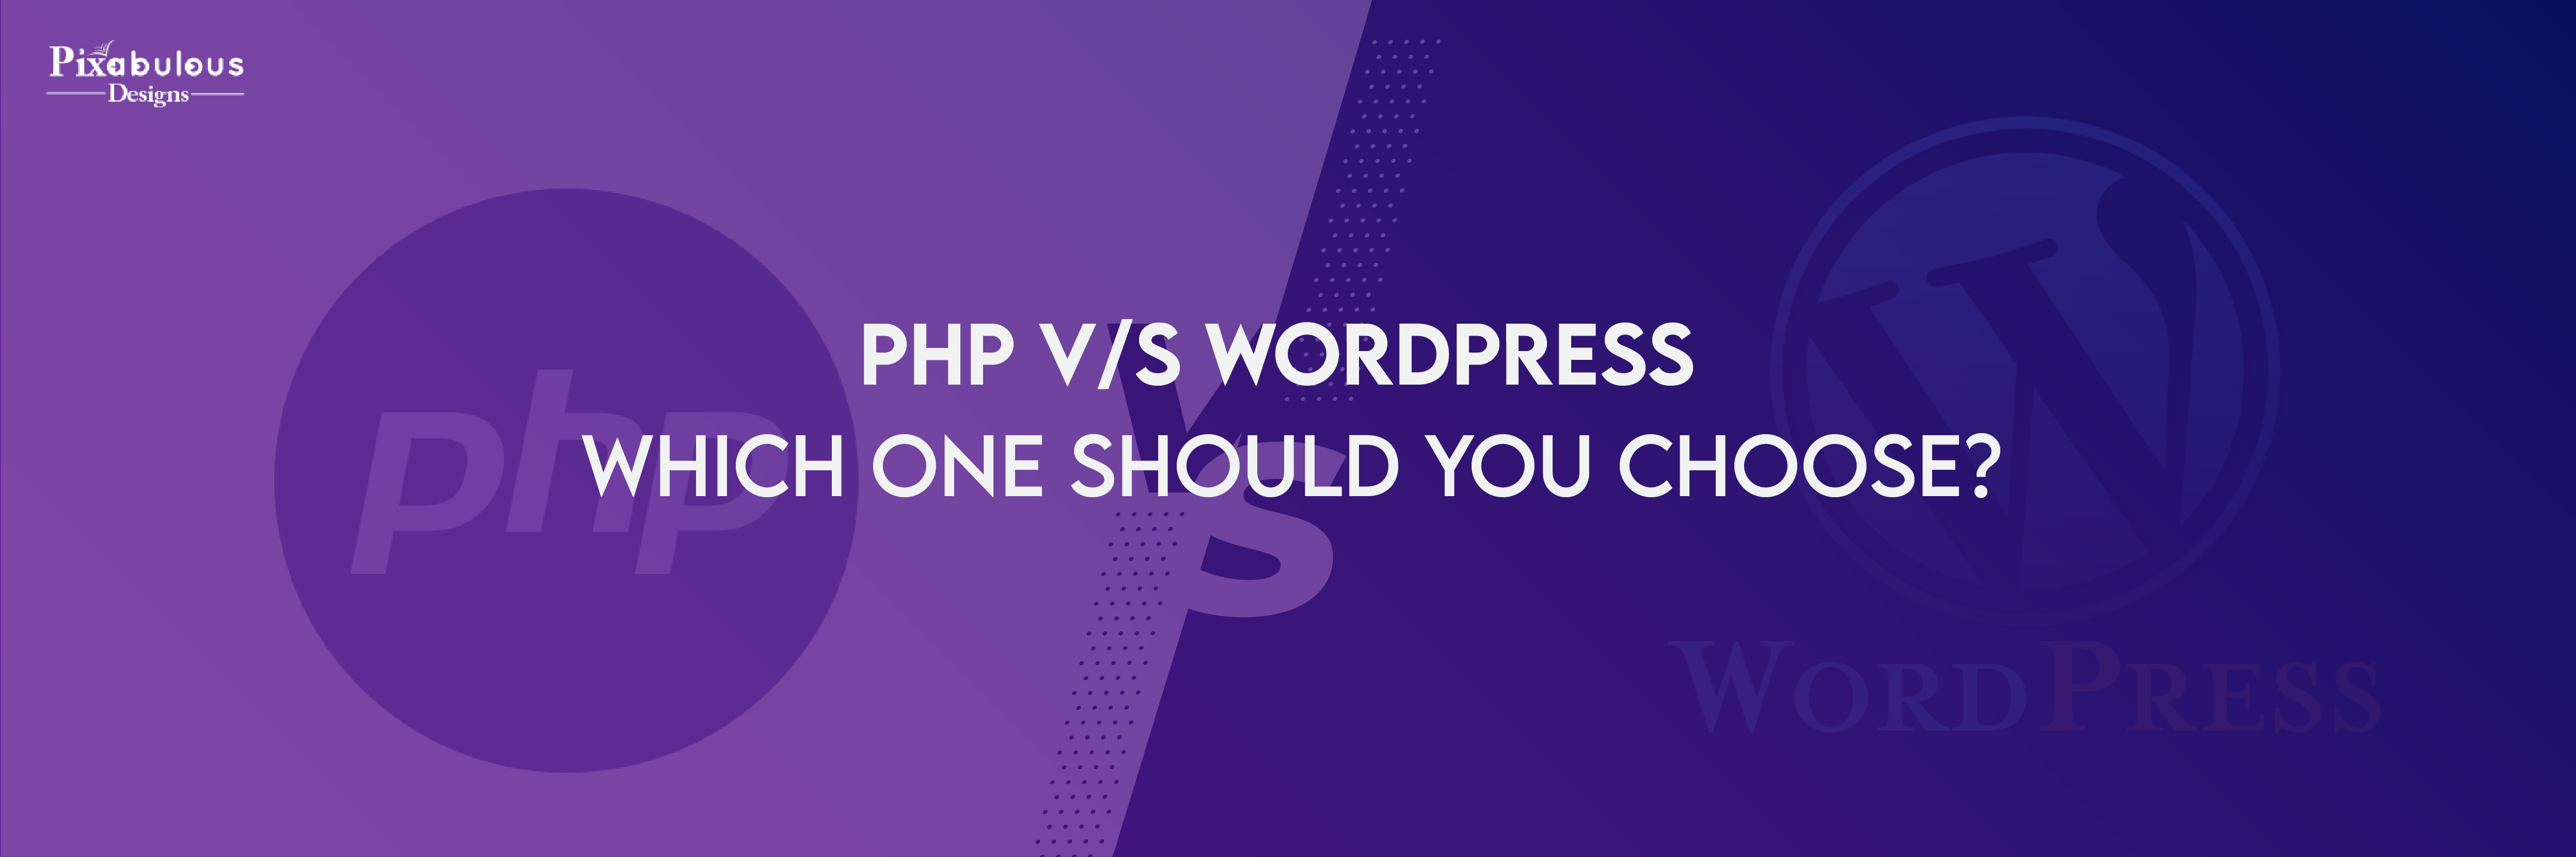 Pixabulous
Designs
PHP V/S WORDPRESS
WHICH ONE SHOULD YOU CHOOSE?
php
VS
W
WORDPRESS